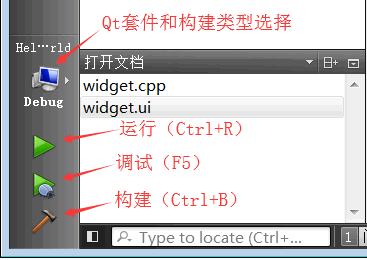 Qt套件和构建类型选择
Hel…rld
Debug
打开文档
widget.cpp
widget.ui
运行（Ctrl+R）
调试（F5）
构建（Ctrl+B）
Type to locate (Ctrl+...
1